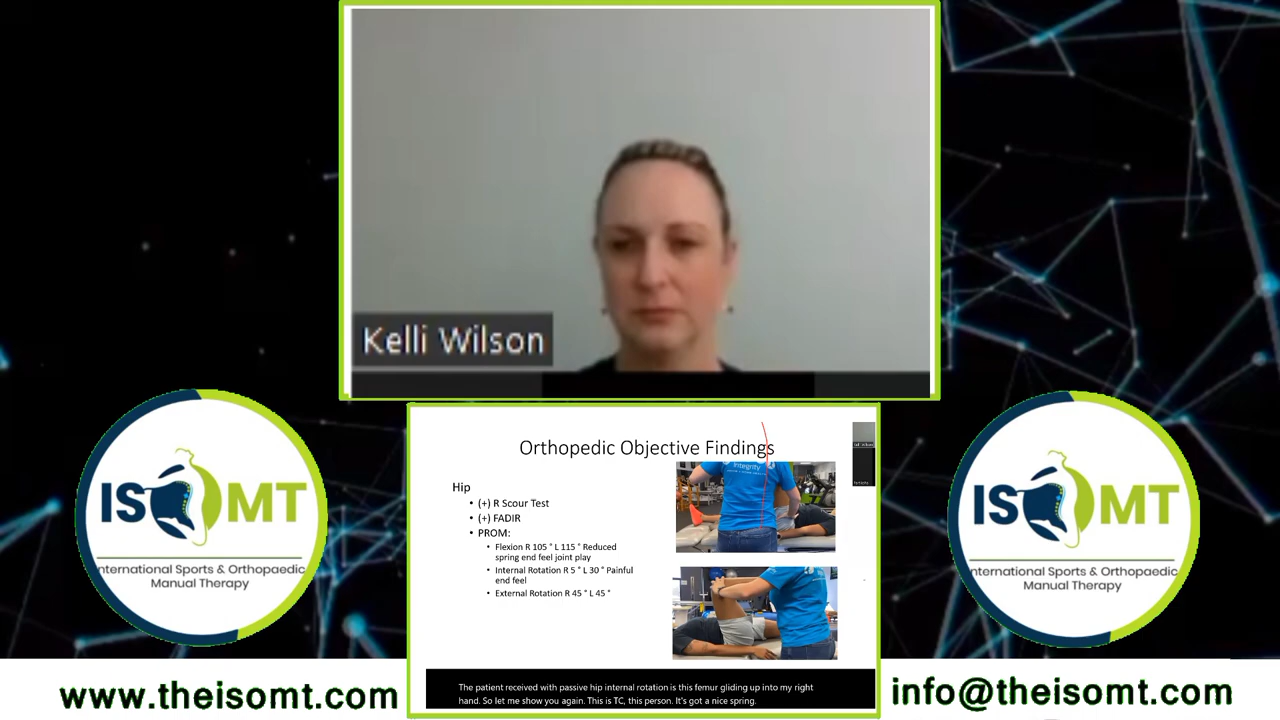 Kelli Wilson
Orthopedic Objective Findings
Hip
• (+) R Scour Test
• (+) FADIR
• PROM:
• Flexion R 105 ° L 115 ° Reduced
spring end feel joint play
• Internal Rotation R 5 ° L 30 ° Painful
end feel
• External Rotation R 45 ° L 45 °
Integrity
The patient received with passive hip internal rotation is this femur gliding up into my right
hand. So let me show you again. This is TC, this person. It's got a nice spring.
ISOMT
International Sports & Orthopaedic
Manual Therapy
ISOMT
International Sports & Orthopaedic
Manual Therapy
www.theisomt.com
info@theisomt.com